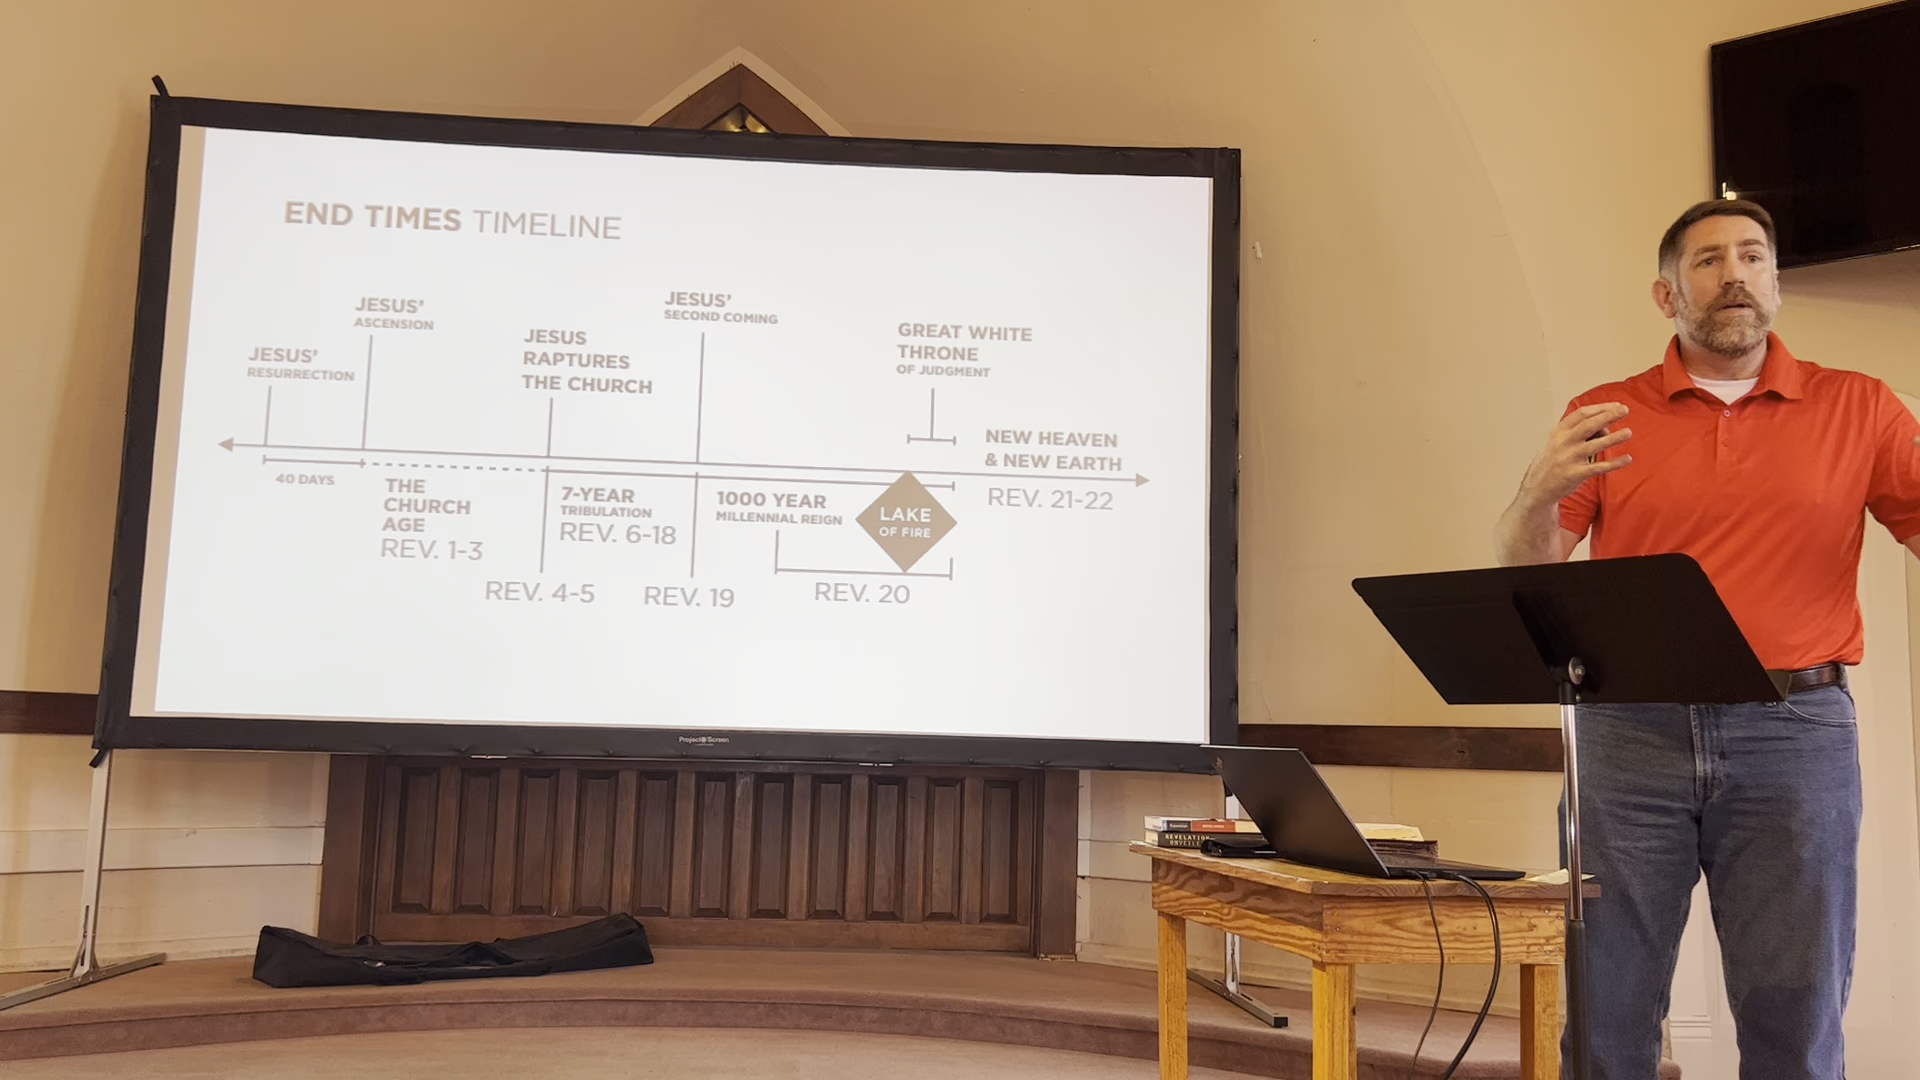 END TIMES TIMELINE
JESUS'
RESURRECTION
JESUS'
ASCENSION
JESUS
RAPTURES
THE CHURCH
JESUS'
SECOND COMING
GREAT WHITE
THRONE
OF JUDGMENT
NEW HEAVEN
& NEW EARTH
REV. 21-22
40 DAYS
THE
CHURCH
AGE
REV. 1-3
REV. 4-5
7-YEAR
TRIBULATION
REV. 6-18
REV. 19
1000 YEAR
MILLENNIAL REIGN
REV. 20
LAKE
OF FIRE
Project Screen
REVELATION